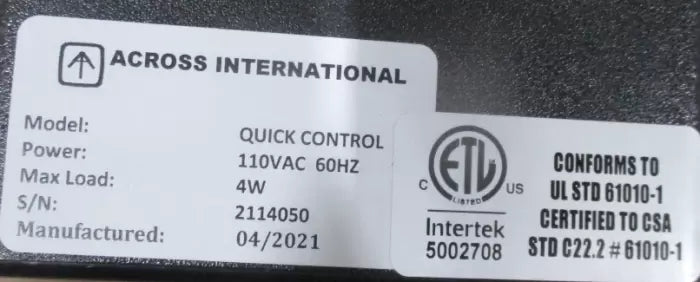 ACROSS INTERNATIONAL
Model: QUICK CONTROL
Power: 110VAC 60HZ
Max Load: 4W
S/N: 2114050
Manufactured: 04/2021
ETL
C US
LISTED
Intertek
5002708
CONFORMS TO
UL STD 61010-1
CERTIFIED TO CSA
STD C22.2 # 61010-1